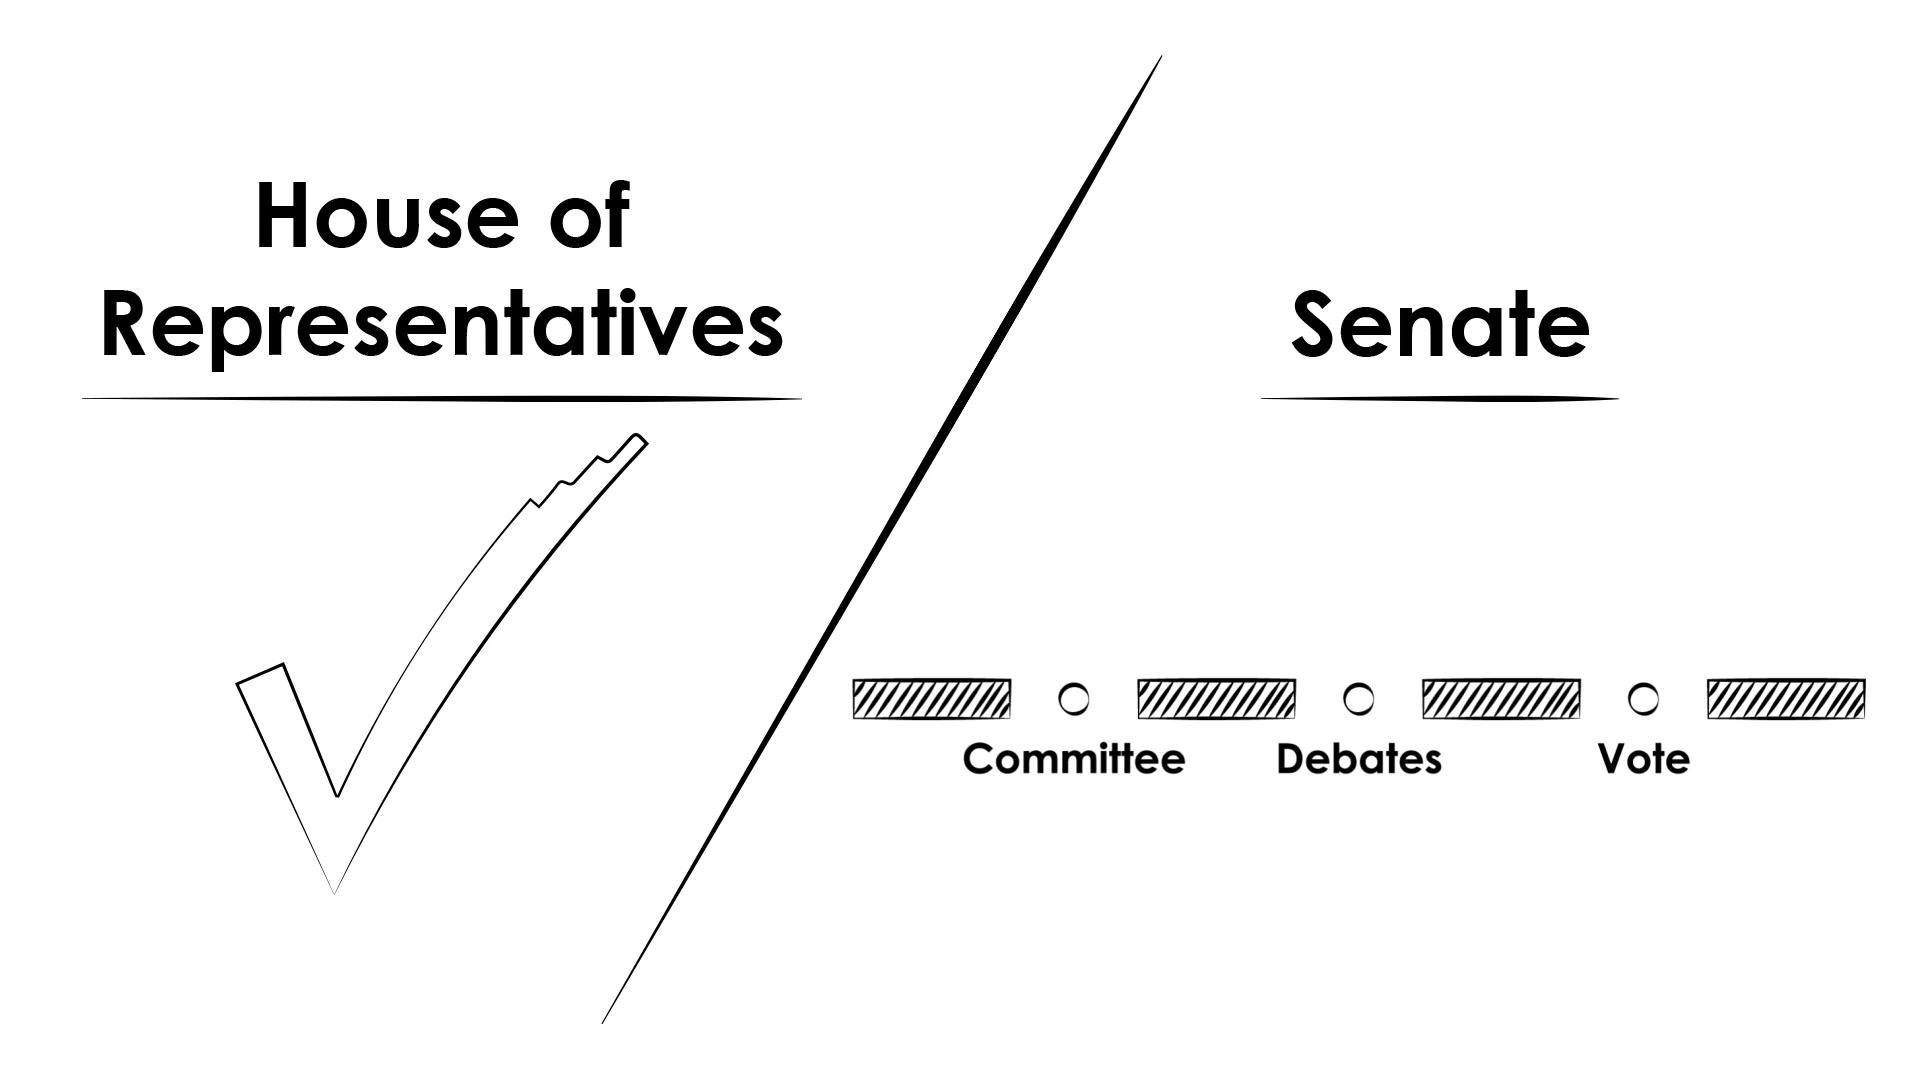 House of
Representatives
Senate
Committee
Debates
Vote